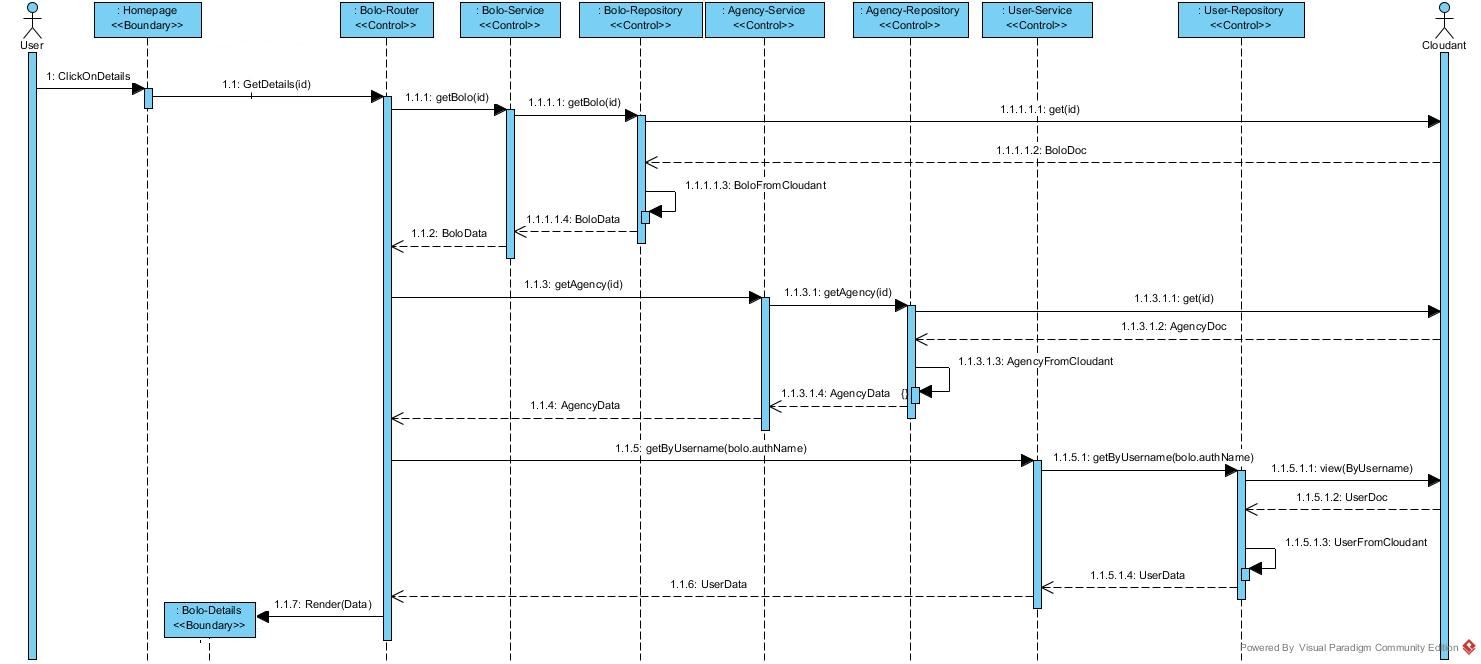 : Homepage
<<Boundary>>
: Bolo-Router
<<Control>>
: Bolo-Service
<<Control>>
: Bolo-Repository
<<Control>>
: Agency-Service
<<Control>>
: Agency-Repository
<<Control>>
: User-Service
<<Control>>
: User-Repository
<<Control>>
User
Cloudant
1: ClickOnDetails
1.1: GetDetails(id)
1.1.1: getBolo(id)
1.1.1.1: getBolo(id)
1.1.1.1.1: get(id)
1.1.1.1.2: BoloDoc
1.1.1.1.3: BoloFromCloudant
1.1.1.1.4: BoloData
1.1.2: BoloData
1.1.3: getAgency(id)
1.1.3.1: getAgency(id)
1.1.3.1.1: get(id)
1.1.3.1.2: AgencyDoc
1.1.3.1.3: AgencyFromCloudant
1.1.3.1.4: AgencyData {}
1.1.4: AgencyData
1.1.5: getByUsername(bolo.authName)
1.1.5.1: getByUsername(bolo.authName)
1.1.5.1.1: view(ByUsername)
1.1.5.1.2: UserDoc
1.1.5.1.3: UserFromCloudant
1.1.5.1.4: UserData
1.1.6: UserData
1.1.7: Render(Data)
: Bolo-Details
<<Boundary>>
Powered By Visual Paradigm Community Edition